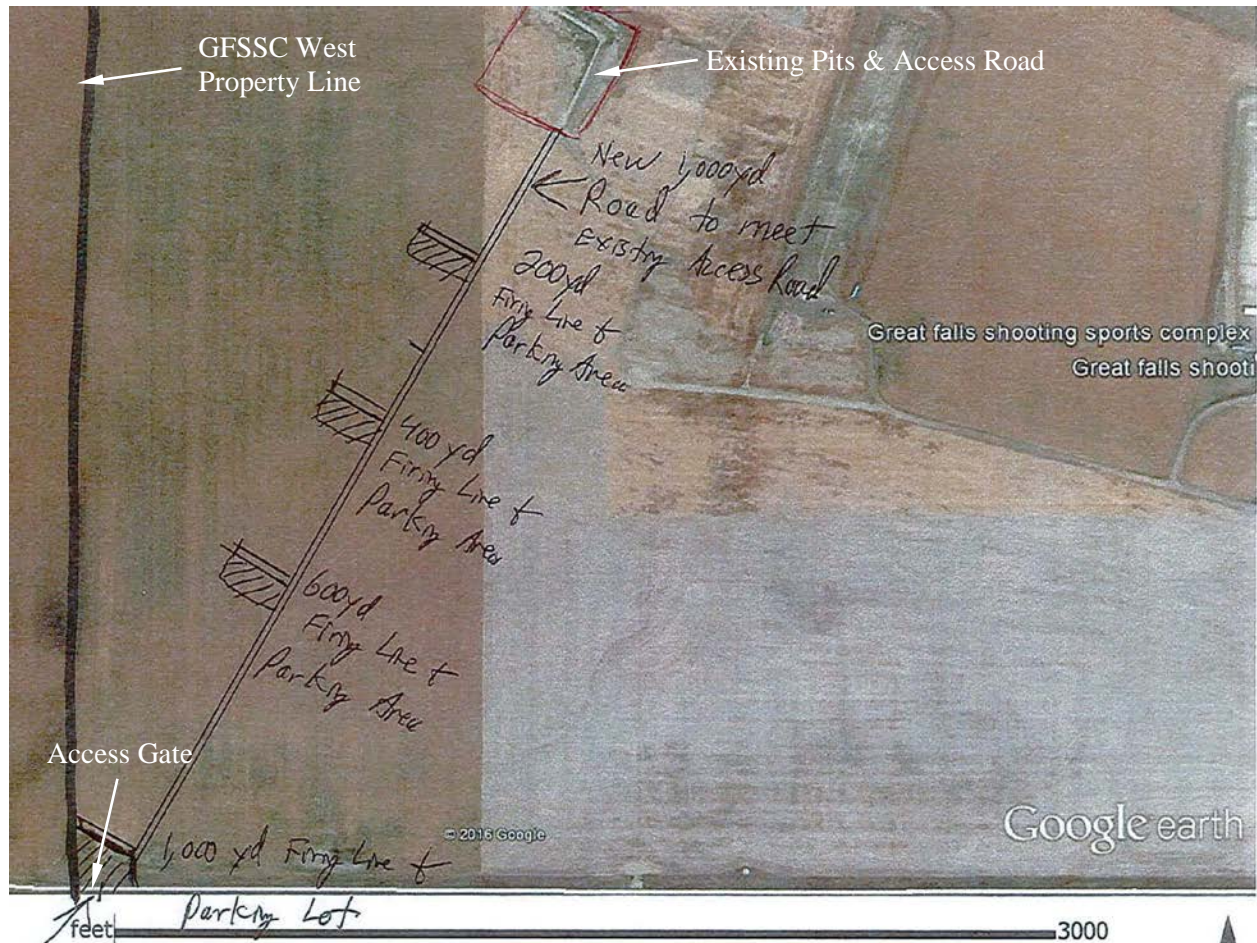 GFSSC West
Property Line
Existing Pits & Access Road
New 1,000yd
Road to meet
Existing Access Road
200yd
Firing Line &
Parking Area
Great falls shooting sports complex
Great falls shooti
400 yd
Firing Line &
Parking Area
600yd
Firing Line &
Parking Area
Access Gate
© 2016 Google
Google earth
1,000 yd Firing Line &
Parking Lot
feet
3000